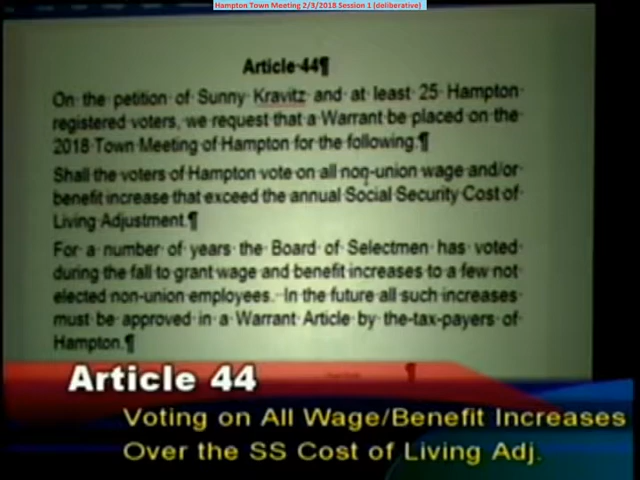 Hampton Town Meeting 2/3/2018 Session 1 (deliberative)
Article 44¶
On the petition of Sunny Kravitz and at least 25 Hampton
registered voters, we request that a Warrant be placed on the
2018 Town Meeting of Hampton for the following.¶
Shall the voters of Hampton vote on all non-union wage and/or
benefit increase that exceed the annual Social Security Cost of
Living Adjustment.¶
For a number of years the Board of Selectmen has voted
during the fall to grant wage and benefit increases to a few not
elected non-union employees. In the future all such increases
must be approved in a Warrant Article by the tax-payers of
Hampton.¶
¶
Article 44
Voting on All Wage/Benefit Increases
Over the SS Cost of Living Adj.